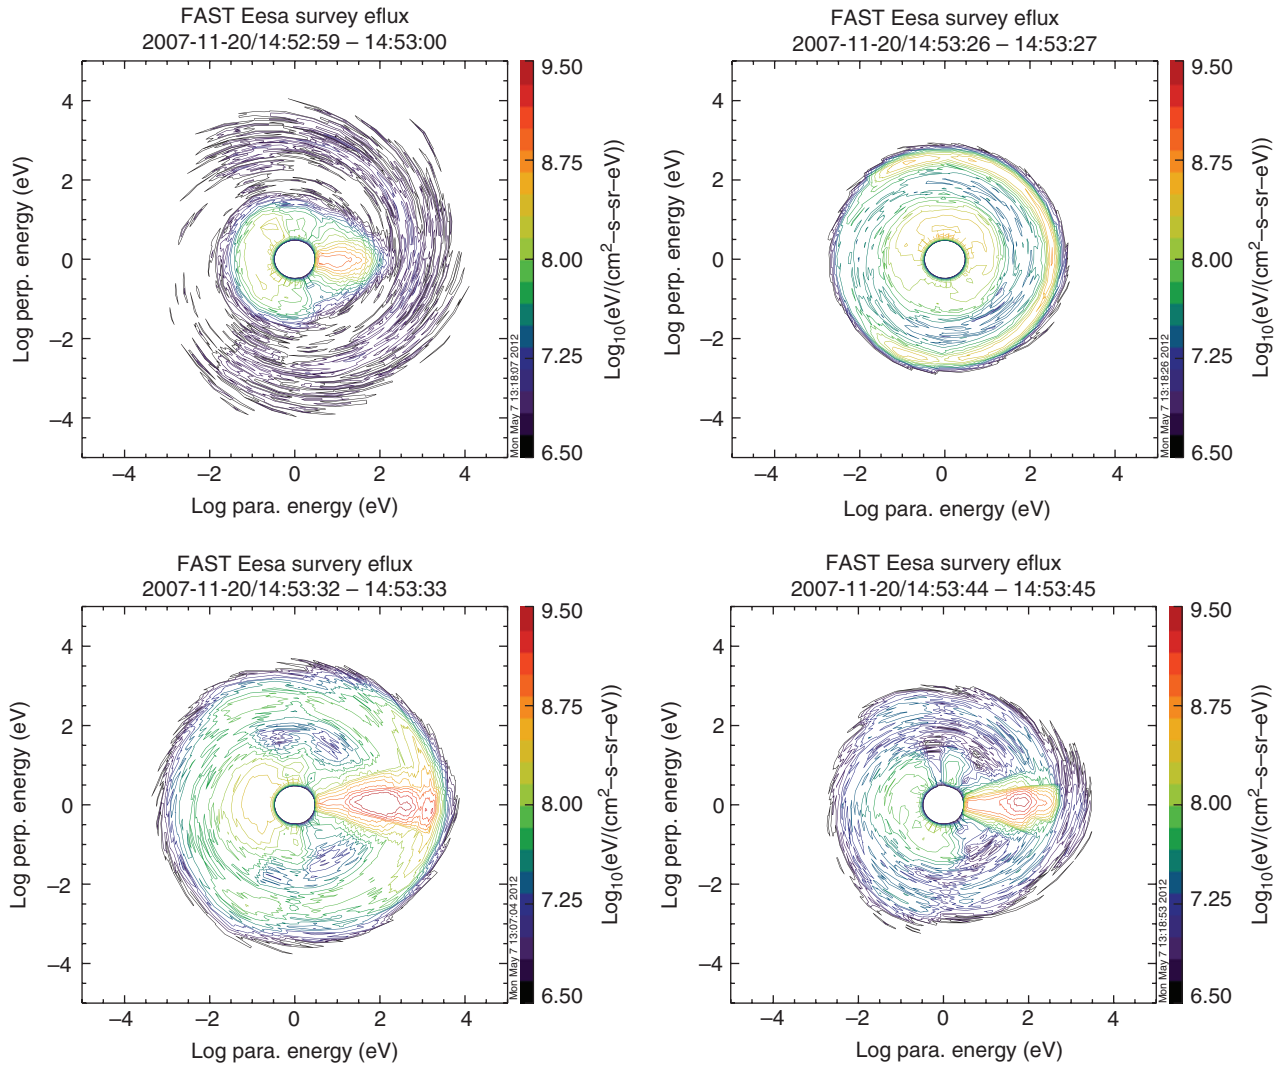 FAST Eesa survey eflux
2007-11-20/14:52:59 – 14:53:00
Log perp. energy (eV)
4
2
0
−2
−4
−4
−2
0
2
4
Log para. energy (eV)
Mon May 7 13:18:07 2012
9.50
8.75
8.00
7.25
6.50
Log10(eV/(cm2–s–sr–eV))
FAST Eesa survey eflux
2007-11-20/14:53:26 – 14:53:27
Log perp. energy (eV)
4
2
0
−2
−4
−4
−2
0
2
4
Log para. energy (eV)
Mon May 7 13:18:26 2012
9.50
8.75
8.00
7.25
6.50
Log10(eV/(cm2–s–sr–eV))
FAST Eesa survery eflux
2007-11-20/14:53:32 – 14:53:33
Log perp. energy (eV)
4
2
0
−2
−4
−4
−2
0
2
4
Log para. energy (eV)
Mon May 7 13:07:04 2012
9.50
8.75
8.00
7.25
6.50
Log10(eV/(cm2–s–sr–eV))
FAST Eesa survery eflux
2007-11-20/14:53:44 – 14:53:45
Log perp. energy (eV)
4
2
0
−2
−4
−4
−2
0
2
4
Log para. energy (eV)
Mon May 7 13:18:53 2012
9.50
8.75
8.00
7.25
6.50
Log10(eV/(cm2–s–sr–eV))